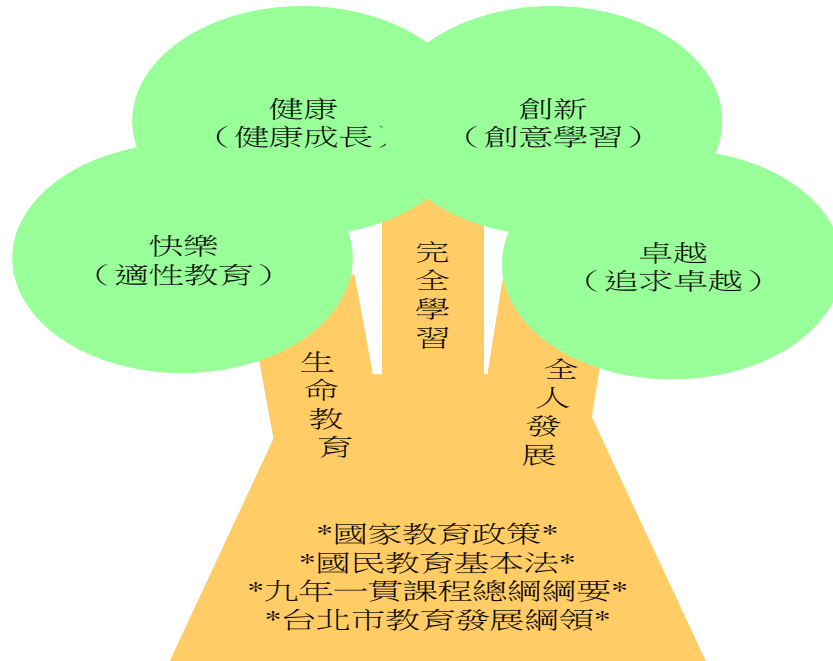 健康
（健康成長）
創新
（創意學習）
快樂
（適性教育）
卓越
（追求卓越）
完全學習
生命教育
全人發展
*國家教育政策*
*國民教育基本法*
*九年一貫課程總綱綱要*
*台北市教育發展綱領*